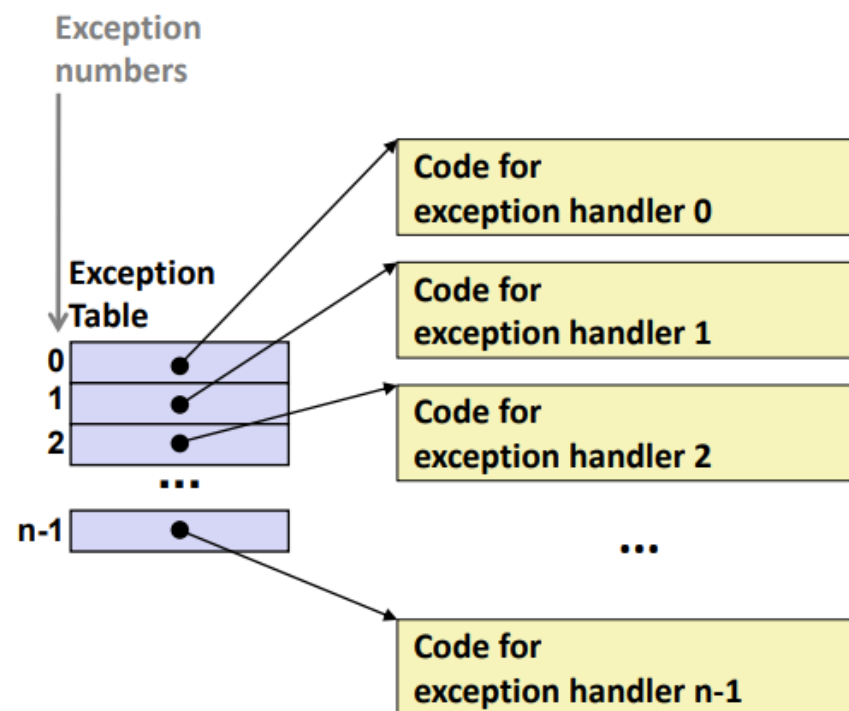 Exception
numbers
Code for
exception handler 0
Exception
Table
Code for
exception handler 1
0
1
2
...
Code for
exception handler 2
n-1
...
Code for
exception handler n-1